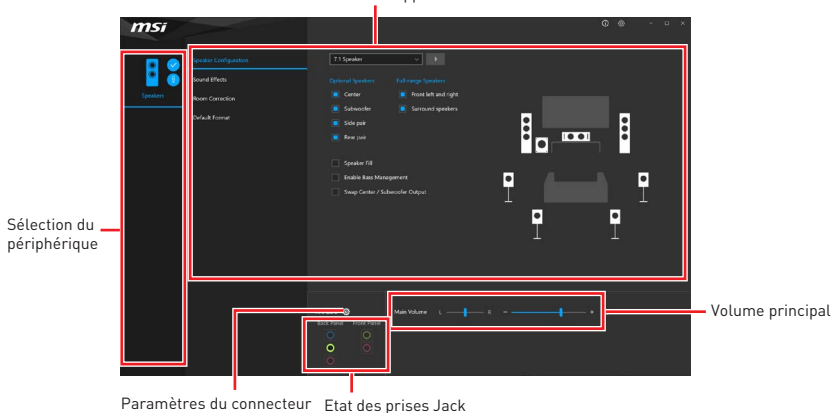 msi
Speakers
Speaker Configuration
Sound Effects
Room Correction
Default Format
7.1 Speaker
Optional Speakers
Full-range Speakers
Center
Front left and right
Subwoofer
Surround speakers
Side pair
Rear pair
Speaker Fill
Enable Bass Management
Swap Center / Subwoofer Output
Sélection du
périphérique
Main Volume
L
R
Volume principal
Back Panel
Front Panel
Paramètres du connecteur
Etat des prises Jack